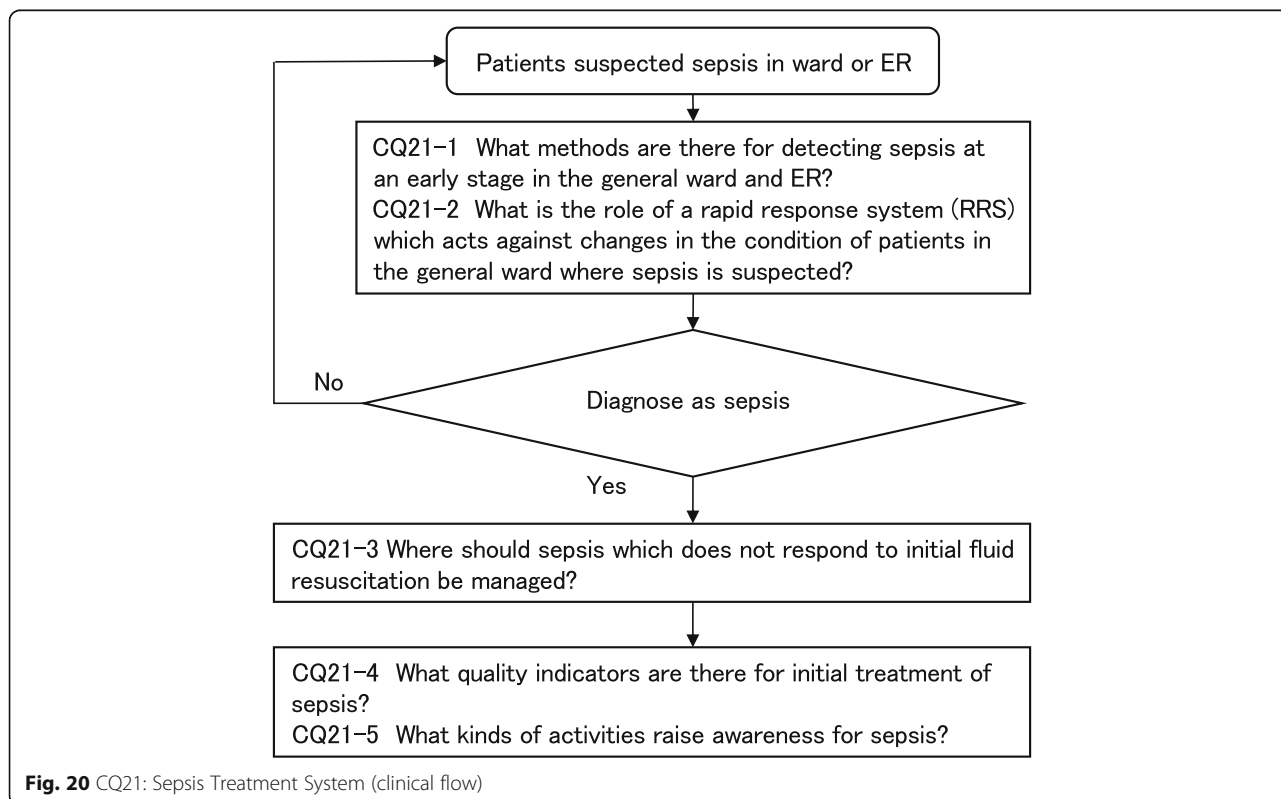 Patients suspected sepsis in ward or ER
CQ21-1 What methods are there for detecting sepsis at
an early stage in the general ward and ER?
CQ21-2 What is the role of a rapid response system (RRS)
which acts against changes in the condition of patients in
the general ward where sepsis is suspected?
No
Diagnose as sepsis
Yes
CQ21-3 Where should sepsis which does not respond to initial fluid
resuscitation be managed?
CQ21-4 What quality indicators are there for initial treatment of
sepsis?
CQ21-5 What kinds of activities raise awareness for sepsis?
Fig. 20 CQ21: Sepsis Treatment System (clinical flow)